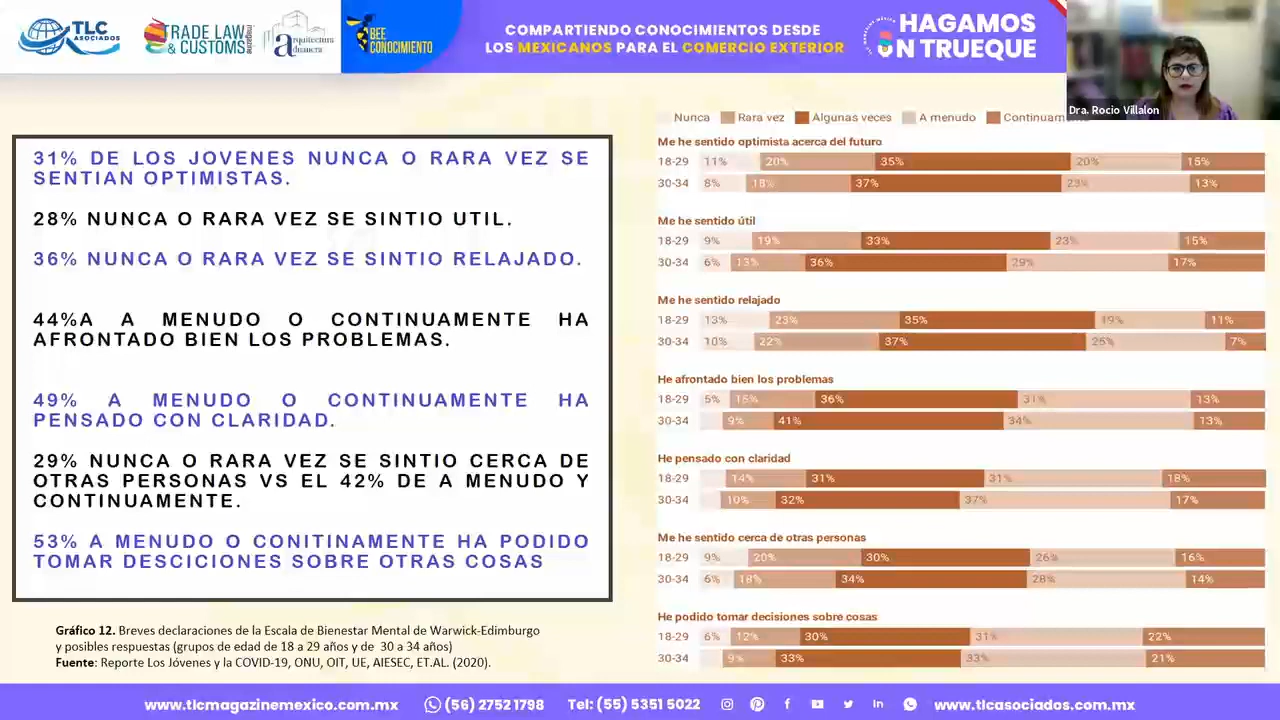 TLC
ASOCIADOS
TRADE LAW
& CUSTOMS
arquitectura
aduanera
BEE
CONOCIMIENTO
COMPARTIENDO CONOCIMIENTOS DESDE
LOS MEXICANOS PARA EL COMERCIO EXTERIOR
HAGAMOS
UN TRUEQUE
Dra. Rocio Villalon
31% DE LOS JOVENES NUNCA O RARA VEZ SE
SENTIAN OPTIMISTAS.
28% NUNCA O RARA VEZ SE SINTIO UTIL.
36% NUNCA O RARA VEZ SE SINTIO RELAJADO.
44%A A MENUDO O CONTINUAMENTE HA
AFRONTADO BIEN LOS PROBLEMAS.
49% A MENUDO O CONTINUAMENTE HA
PENSADO CON CLARIDAD.
29% NUNCA O RARA VEZ SE SINTIO CERCA DE
OTRAS PERSONAS VS EL 42% DE A MENUDO Y
CONTINUAMENTE.
53% A MENUDO O CONITINAMENTE HA PODIDO
TOMAR DESCICIONES SOBRE OTRAS COSAS
Gráfico 12. Breves declaraciones de la Escala de Bienestar Mental de Warwick-Edimburgo
y posibles respuestas (grupos de edad de 18 a 29 años y de 30 a 34 años)
Fuente: Reporte Los Jóvenes y la COVID-19, ONU, OIT, UE, AIESEC, ET.AL. (2020).
Nunca Rara vez Algunas veces A menudo
Me he sentido optimista acerca del futuro
18-29 11% 20% 35% 20% 15%
30-34 8% 18% 37% 23% 13%
Me he sentido útil
18-29 9% 19% 33% 23% 15%
30-34 6% 13% 36% 29% 17%
Me he sentido relajado
18-29 13% 23% 35% 19% 11%
30-34 10% 22% 37% 25% 7%
He afrontado bien los problemas
18-29 5% 15% 36% 31% 13%
30-34 9% 41% 34% 13%
He pensado con claridad
18-29 14% 31% 31% 18%
30-34 10% 32% 37% 17%
Me he sentido cerca de otras personas
18-29 9% 20% 30% 26% 16%
30-34 6% 18% 34% 28% 14%
He podido tomar decisiones sobre cosas
18-29 6% 12% 30% 31% 22%
30-34 9% 33% 33% 21%
www.tlcmagazinemexico.com.mx (56) 2752 1798 Tel: (55) 5351 5022 www.tlcasociados.com.mx